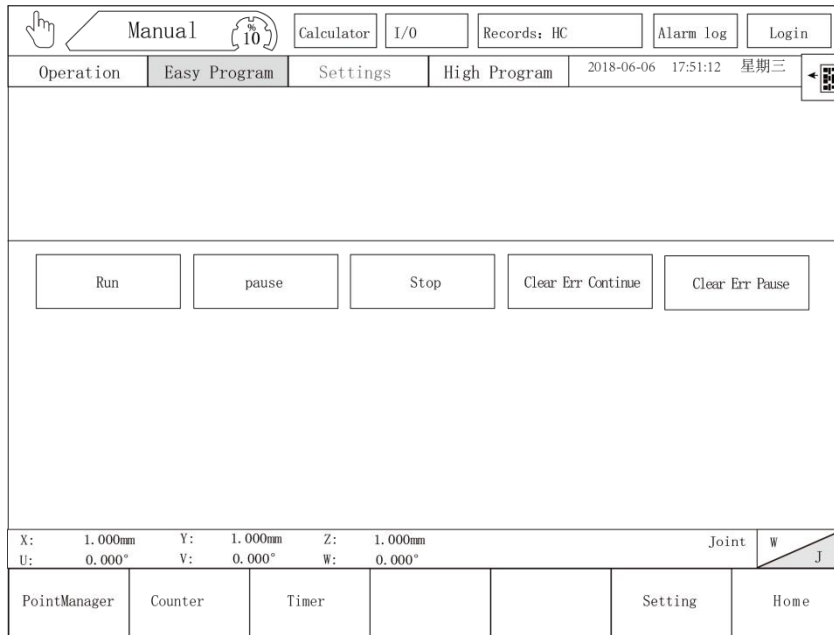 Manual % 10 Calculator I/O Records: HC Alarm log Login
Operation Easy Program Settings High Program 2018-06-06 17:51:12 星期三
Run pause Stop Clear Err Continue Clear Err Pause
X: 1.000mm Y: 1.000mm Z: 1.000mm Joint W
U: 0.000° V: 0.000° W: 0.000° J
PointManager Counter Timer Setting Home